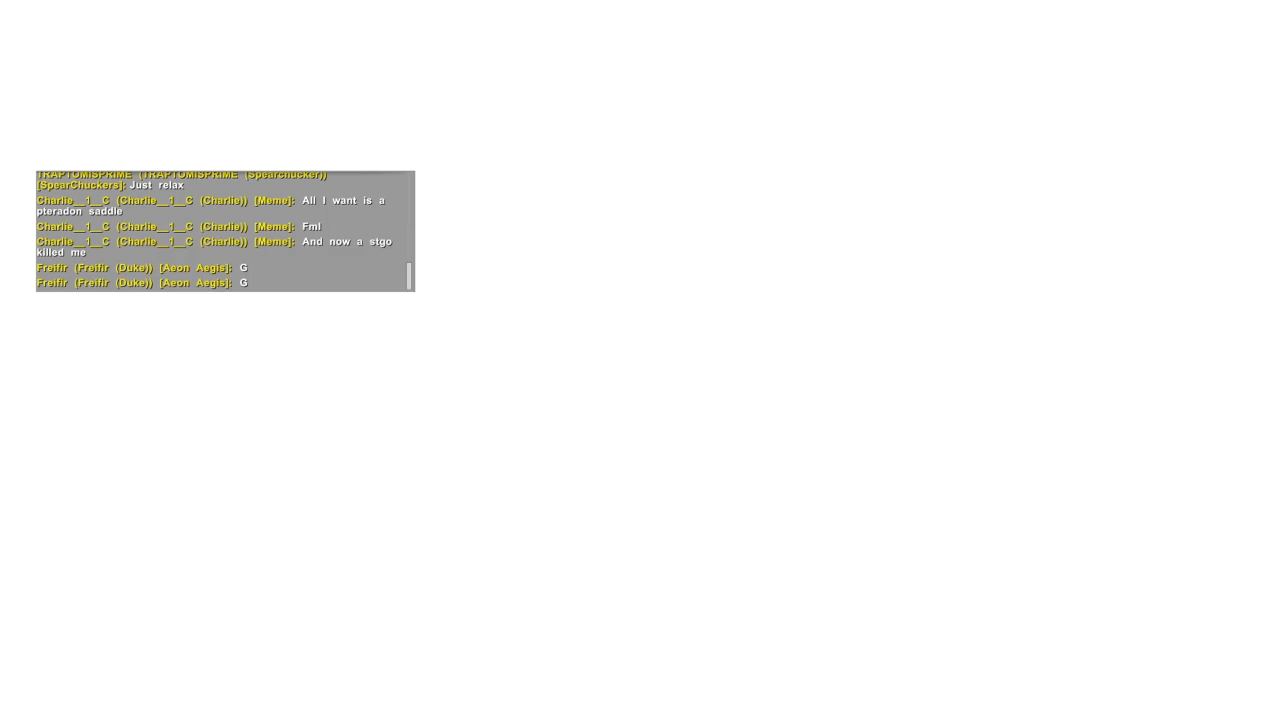 TRAPTOMISPRIME (TRAPTOMISPRIME (Spearchucker))
[SpearChuckers]: Just relax
Charlie__1__C (Charlie__1__C (Charlie)) [Meme]: All I want is a
pteradon saddle
Charlie__1__C (Charlie__1__C (Charlie)) [Meme]: Fml
Charlie__1__C (Charlie__1__C (Charlie)) [Meme]: And now a stgo
killed me
Freifir (Freifir (Duke)) [Aeon Aegis]: G
Freifir (Freifir (Duke)) [Aeon Aegis]: G